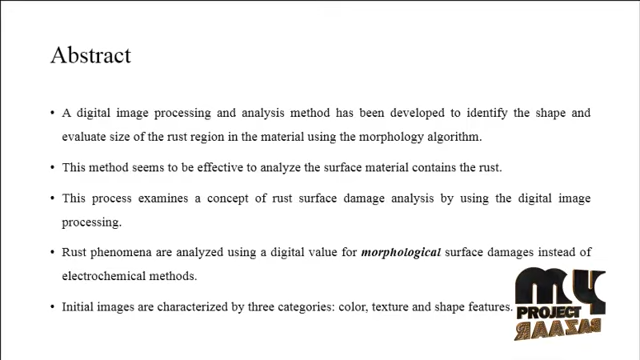 Abstract
• A digital image processing and analysis method has been developed to identify the shape and
evaluate size of the rust region in the material using the morphology algorithm.
• This method seems to be effective to analyze the surface material contains the rust.
• This process examines a concept of rust surface damage analysis by using the digital image
processing.
• Rust phenomena are analyzed using a digital value for morphological surface damages instead of
electrochemical methods.
• Initial images are characterized by three categories: color, texture and shape features.
MY
PROJECT
BAZAAR